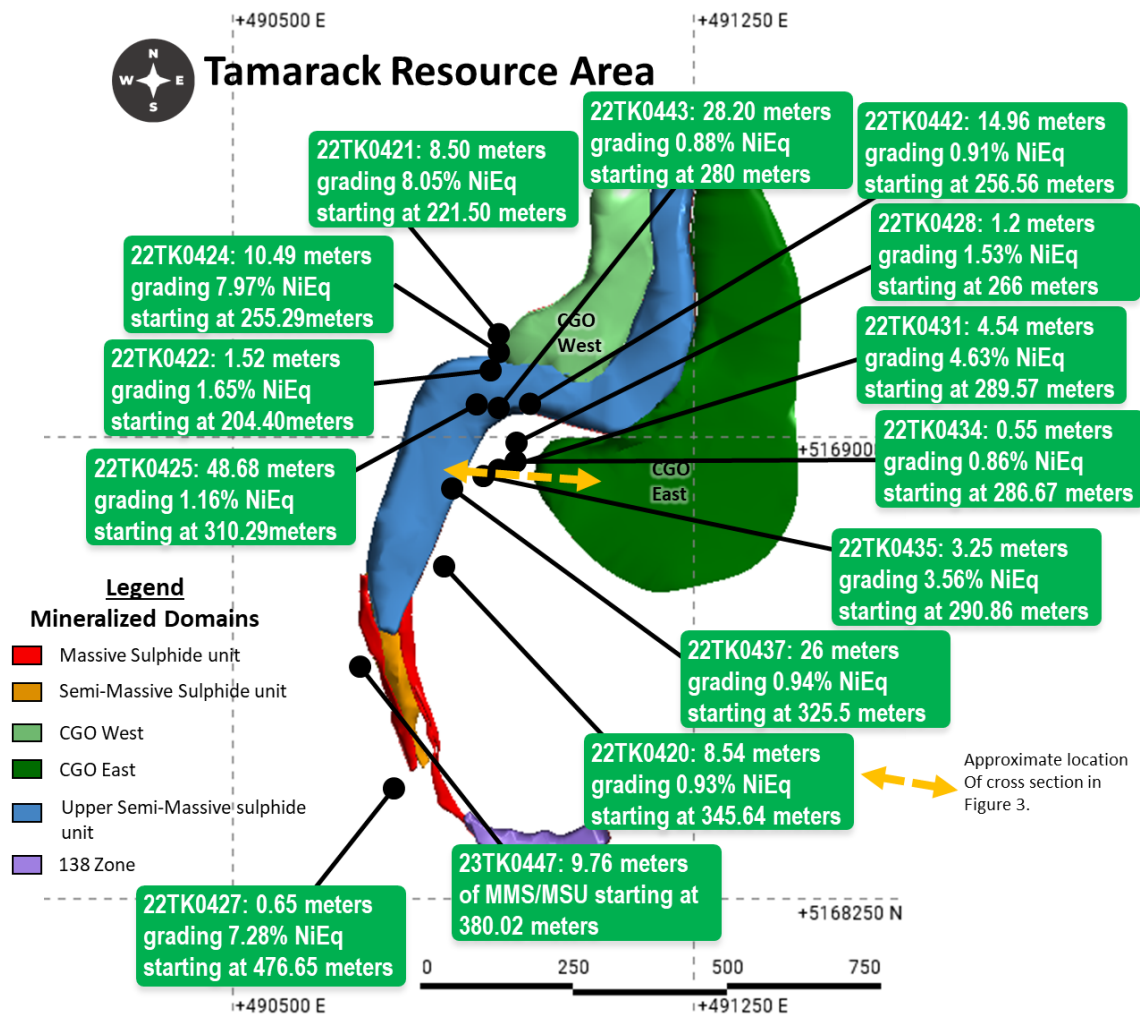 +490500 E
+491250 E
N
W E
S
Tamarack Resource Area
22TK0443: 28.20 meters
grading 0.88% NiEq
starting at 280 meters
22TK0442: 14.96 meters
grading 0.91% NiEq
starting at 256.56 meters
22TK0421: 8.50 meters
grading 8.05% NiEq
starting at 221.50 meters
22TK0428: 1.2 meters
grading 1.53% NiEq
starting at 266 meters
22TK0424: 10.49 meters
grading 7.97% NiEq
starting at 255.29meters
CGO
West
22TK0431: 4.54 meters
grading 4.63% NiEq
starting at 289.57 meters
22TK0422: 1.52 meters
grading 1.65% NiEq
starting at 204.40meters
22TK0434: 0.55 meters
grading 0.86% NiEq
starting at 286.67 meters
+516900
CGO
East
22TK0425: 48.68 meters
grading 1.16% NiEq
starting at 310.29meters
22TK0435: 3.25 meters
grading 3.56% NiEq
starting at 290.86 meters
Legend
Mineralized Domains
Massive Sulphide unit
Semi-Massive Sulphide unit
CGO West
CGO East
Upper Semi-Massive sulphide
unit
138 Zone
22TK0437: 26 meters
grading 0.94% NiEq
starting at 325.5 meters
22TK0420: 8.54 meters
grading 0.93% NiEq
starting at 345.64 meters
Approximate location
Of cross section in
Figure 3.
23TK0447: 9.76 meters
of MMS/MSU starting at
380.02 meters
22TK0427: 0.65 meters
grading 7.28% NiEq
starting at 476.65 meters
+5168250 N
0 250 500 750
+490500 E
+491250 E